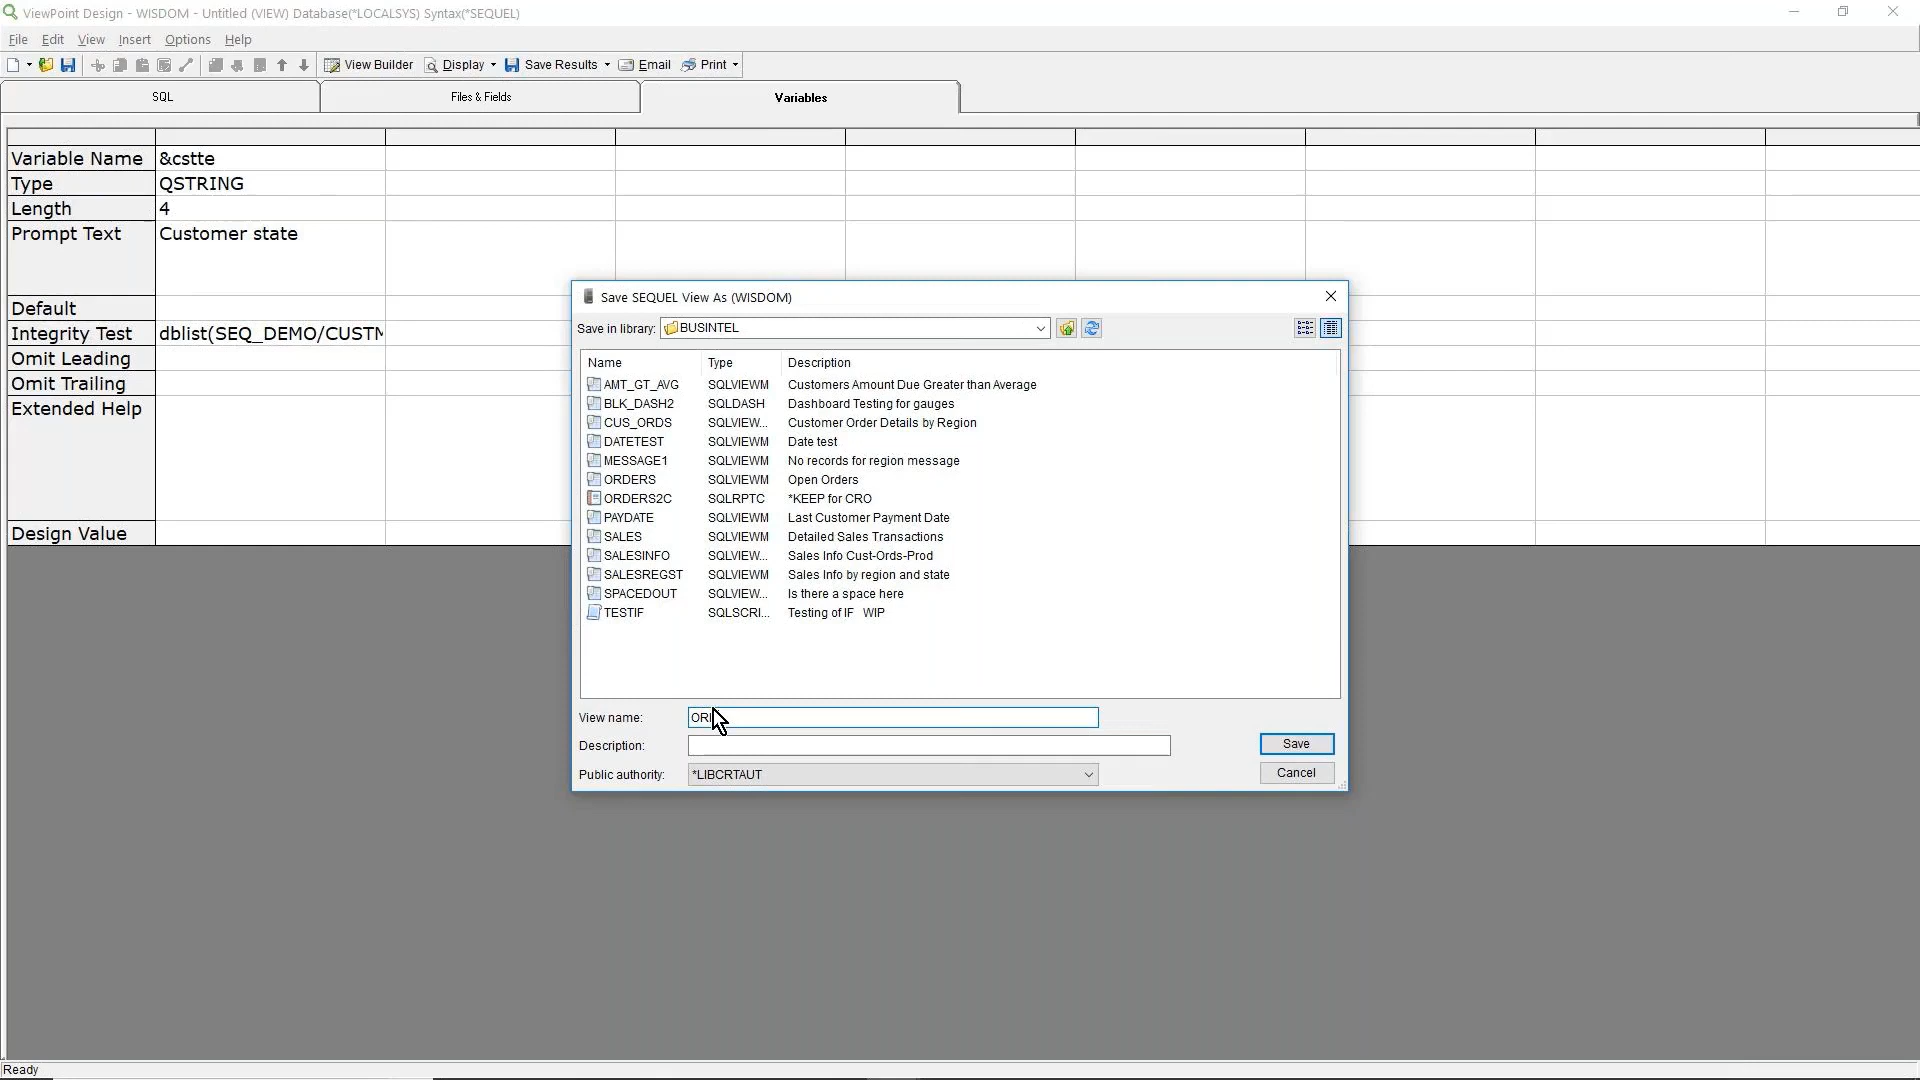 ViewPoint Design - WISDOM - Untitled (VIEW) Database(*LOCALSYS) Syntax(*SEQUEL)
File Edit View Insert Options Help
View Builder Display Save Results Email Print
SQL Files & Fields Variables
Variable Name &cstte
Type QSTRING
Length 4
Prompt Text Customer state
Default
Integrity Test dblist(SEQ_DEMO/CUSTM
Omit Leading
Omit Trailing
Extended Help
Design Value
Save SEQUEL View As (WISDOM)
Save in library: BUSINTEL
Name Type Description
AMT_GT_AVG SQLVIEWM Customers Amount Due Greater than Average
BLK_DASH2 SQLDASH Dashboard Testing for gauges
CUS_ORDS SQLVIEW... Customer Order Details by Region
DATETEST SQLVIEWM Date test
MESSAGE1 SQLVIEWM No records for region message
ORDERS SQLVIEWM Open Orders
ORDERS2C SQLRPTC *KEEP for CRO
PAYDATE SQLVIEWM Last Customer Payment Date
SALES SQLVIEWM Detailed Sales Transactions
SALESINFO SQLVIEW... Sales Info Cust-Ords-Prod
SALESREGST SQLVIEWM Sales Info by region and state
SPACEDOUT SQLVIEW... Is there a space here
TESTIF SQLSCRI... Testing of IF WIP
View name:
Description:
Public authority: *LIBCRTAUT
Save
Cancel
Ready